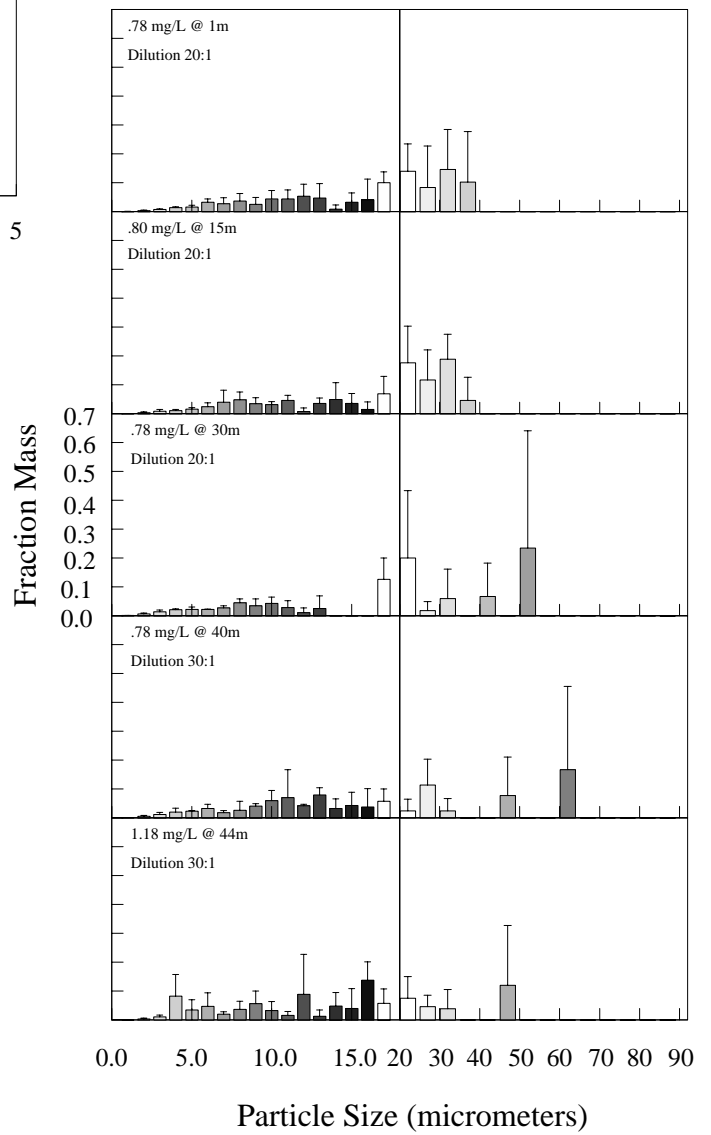 .78 mg/L @ 1m
Dilution 20:1
5
.80 mg/L @ 15m
Dilution 20:1
Fraction Mass
0.7
0.6
0.5
0.4
0.3
0.2
0.1
0.0
.78 mg/L @ 30m
Dilution 20:1
.78 mg/L @ 40m
Dilution 30:1
1.18 mg/L @ 44m
Dilution 30:1
0.0 5.0 10.0 15.0 20 30 40 50 60 70 80 90
Particle Size (micrometers)